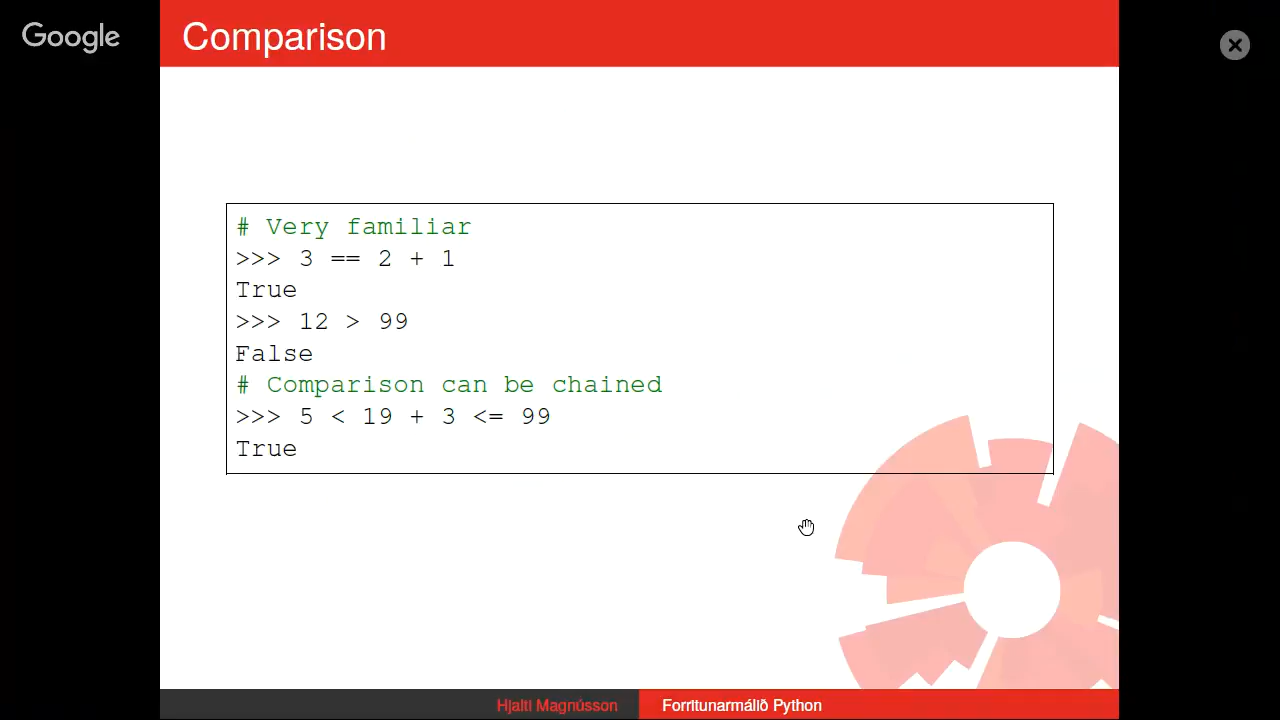 Google
Comparison
# Very familiar
>>> 3 == 2 + 1
True
>>> 12 > 99
False
# Comparison can be chained
>>> 5 < 19 + 3 <= 99
True
Hjalti Magnússon
Forritunarmálið Python